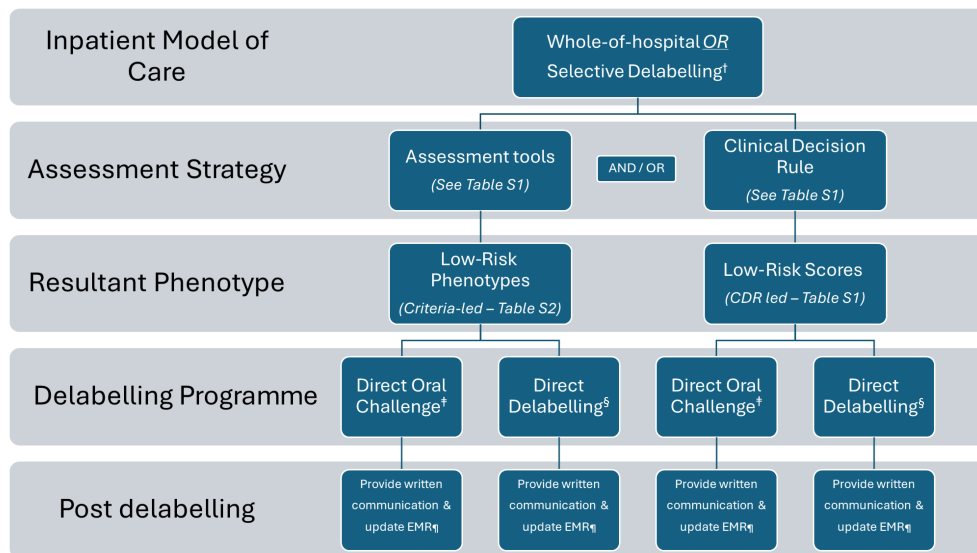 Inpatient Model of
Care
Whole-of-hospital OR
Selective Delabelling†
Assessment Strategy
Assessment tools
(See Table S1)
AND / OR
Clinical Decision
Rule
(See Table S1)
Resultant Phenotype
Low-Risk
Phenotypes
(Criteria-led – Table S2)
Low-Risk Scores
(CDR led – Table S1)
Delabelling Programme
Direct Oral
Challenge‡
Direct
Delabelling§
Direct Oral
Challenge‡
Direct
Delabelling§
Post delabelling
Provide written
communication &
update EMR¶
Provide written
communication &
update EMR¶
Provide written
communication &
update EMR¶
Provide written
communication &
update EMR¶